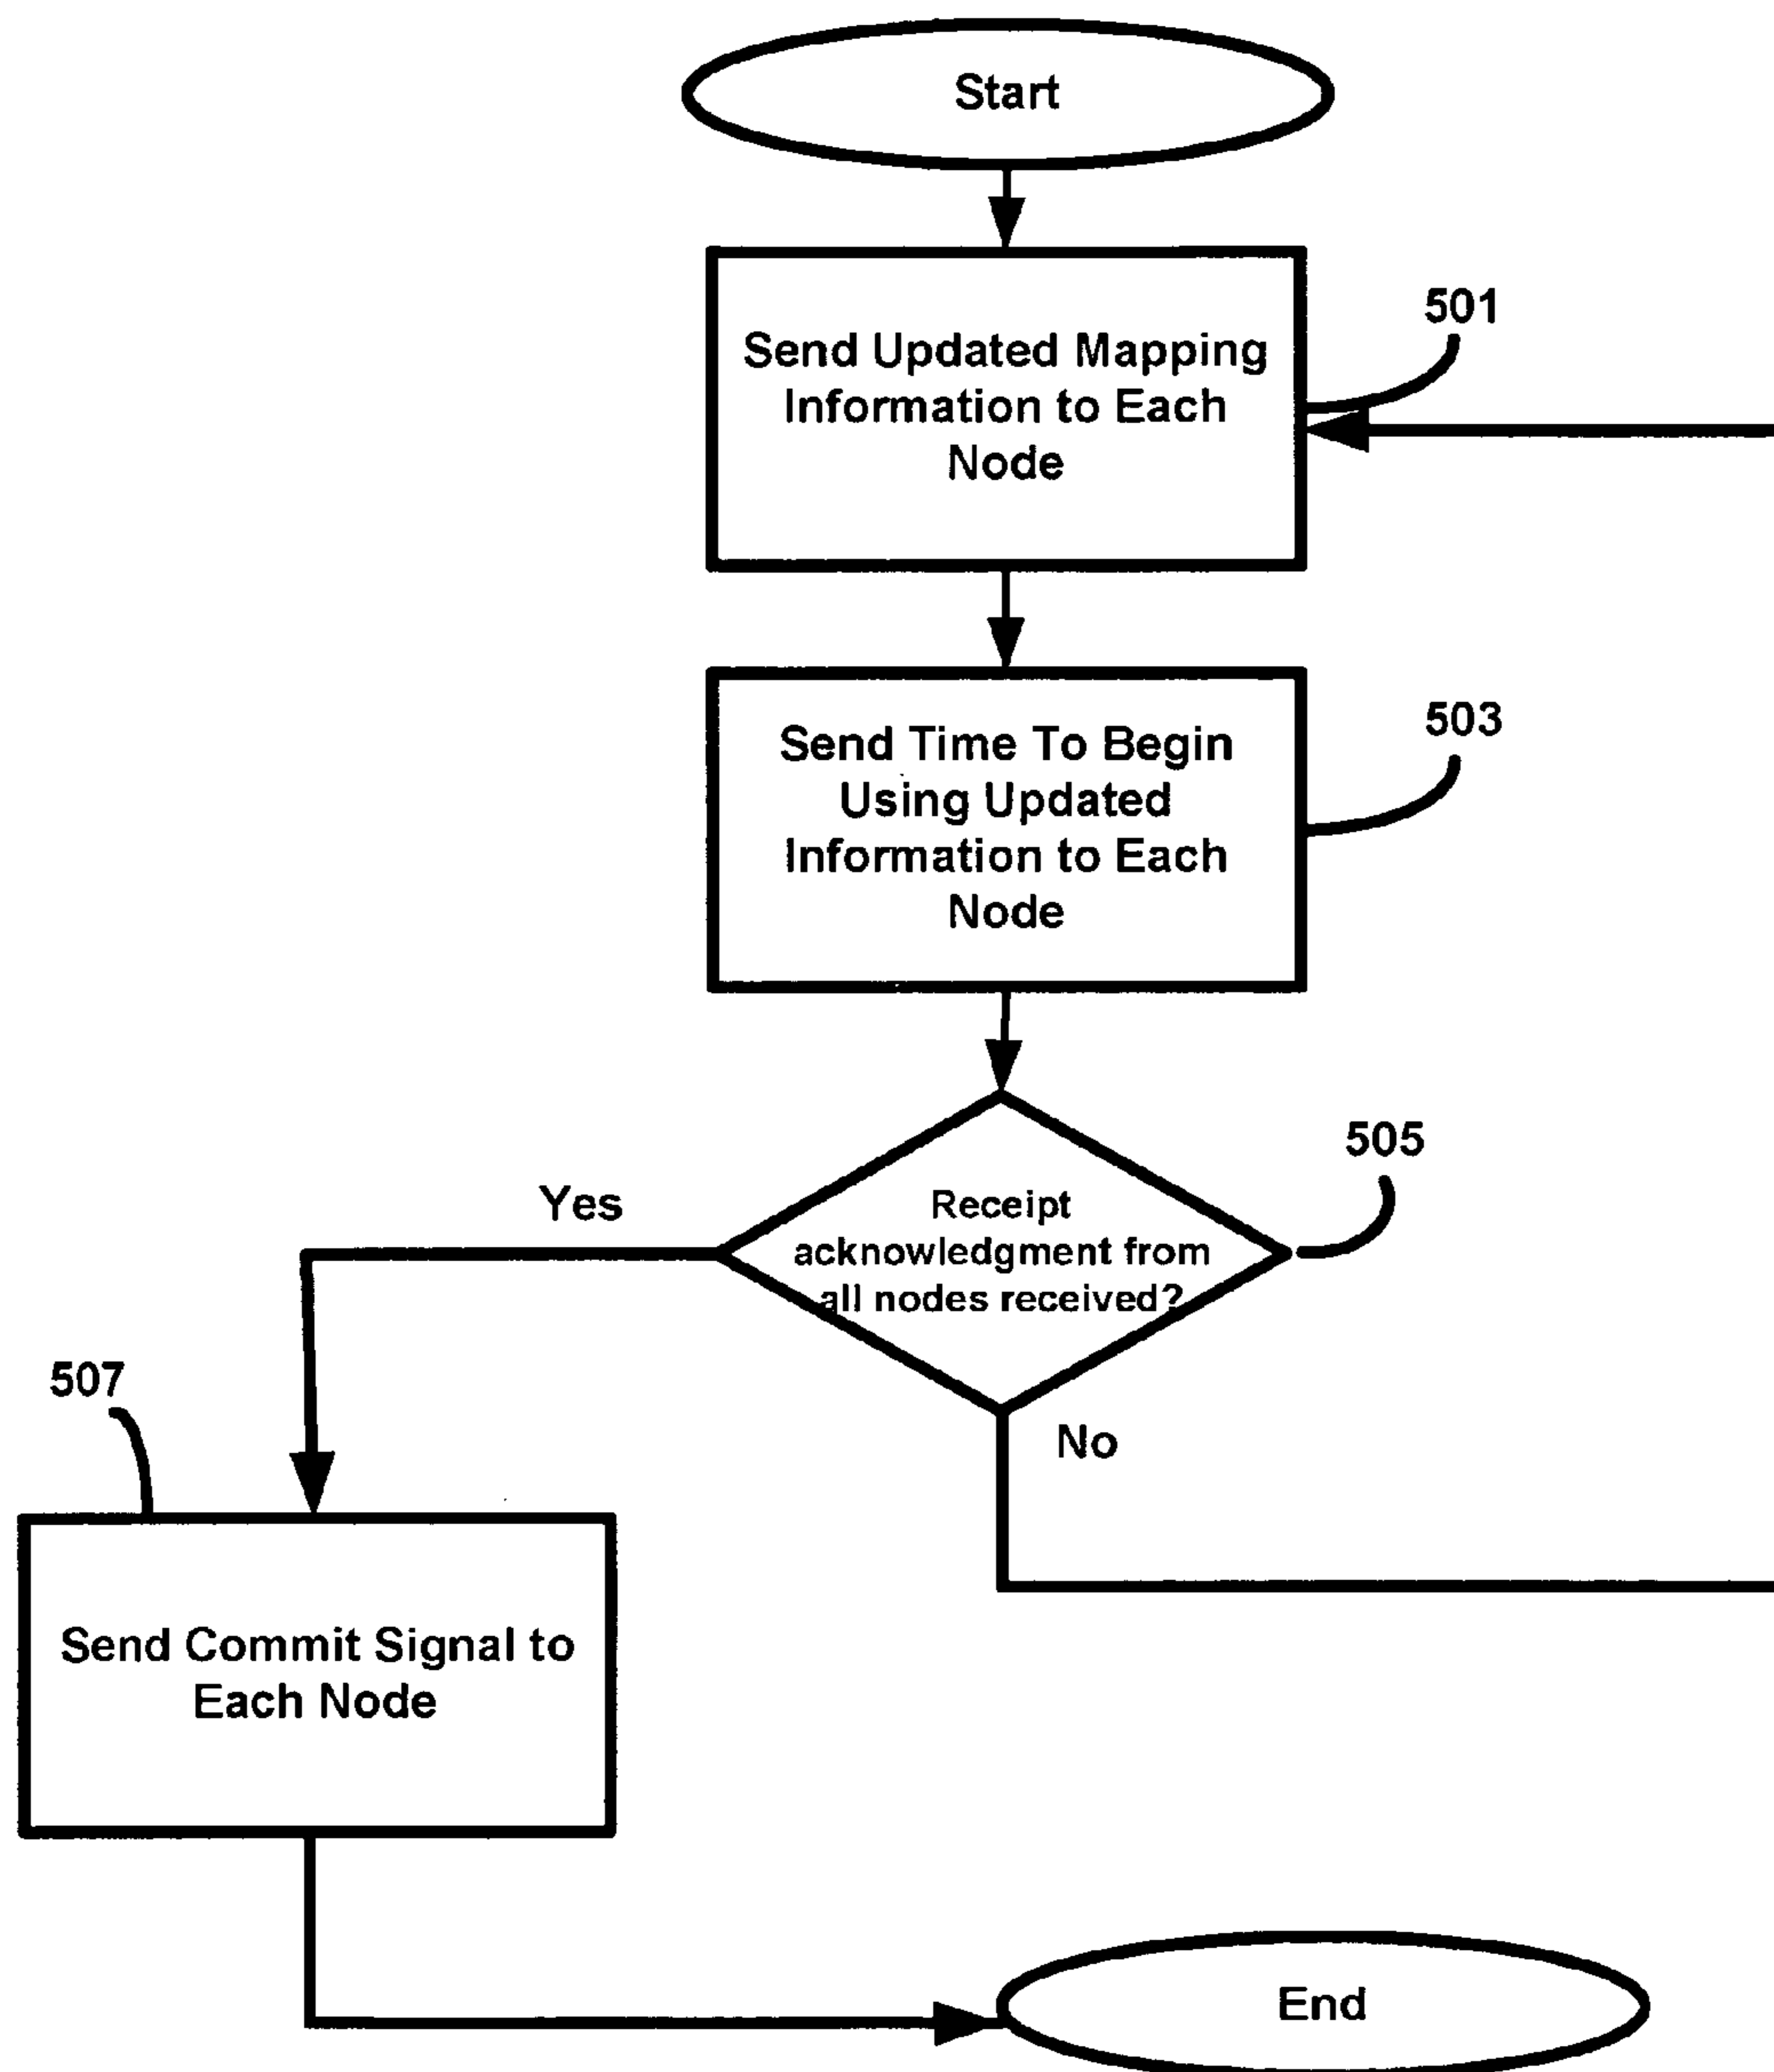 Start
501
Send Updated Mapping
Information to Each
Node
503
Send Time To Begin
Using Updated
Information to Each
Node
505
Yes
Receipt
acknowledgment from
all nodes received?
507
No
Send Commit Signal to
Each Node
End